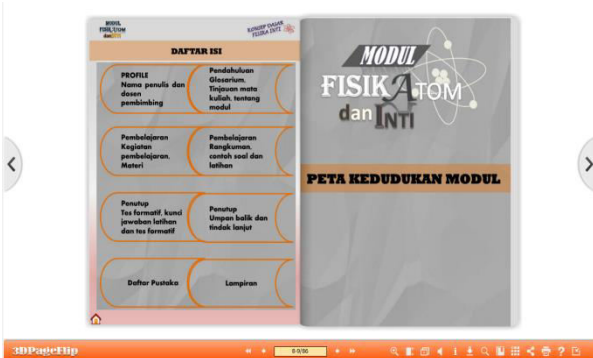 MODUL
FISIKA ATOM
dan INTI
KONSEP DASAR
FISIKA INTI
DAFTAR ISI
PROFILE
Nama penulis dan
dosen
pembimbing
Pendahuluan
Glosarium,
Tinjauan mata
kuliah, tentang
modul
Pembelajaran
Kegiatan
pembelajaran,
Materi
Pembelajaran
Rangkuman,
contoh soal dan
latihan
Penutup
Tes formatif, kunci
jawaban latihan
dan tes formatif
Penutup
Umpan balik dan
tindak lanjut
Daftar Pustaka
Lampiran
MODUL
FISIKA ATOM
dan INTI
PETA KEDUDUKAN MODUL
3DPageFlip
8-9/86